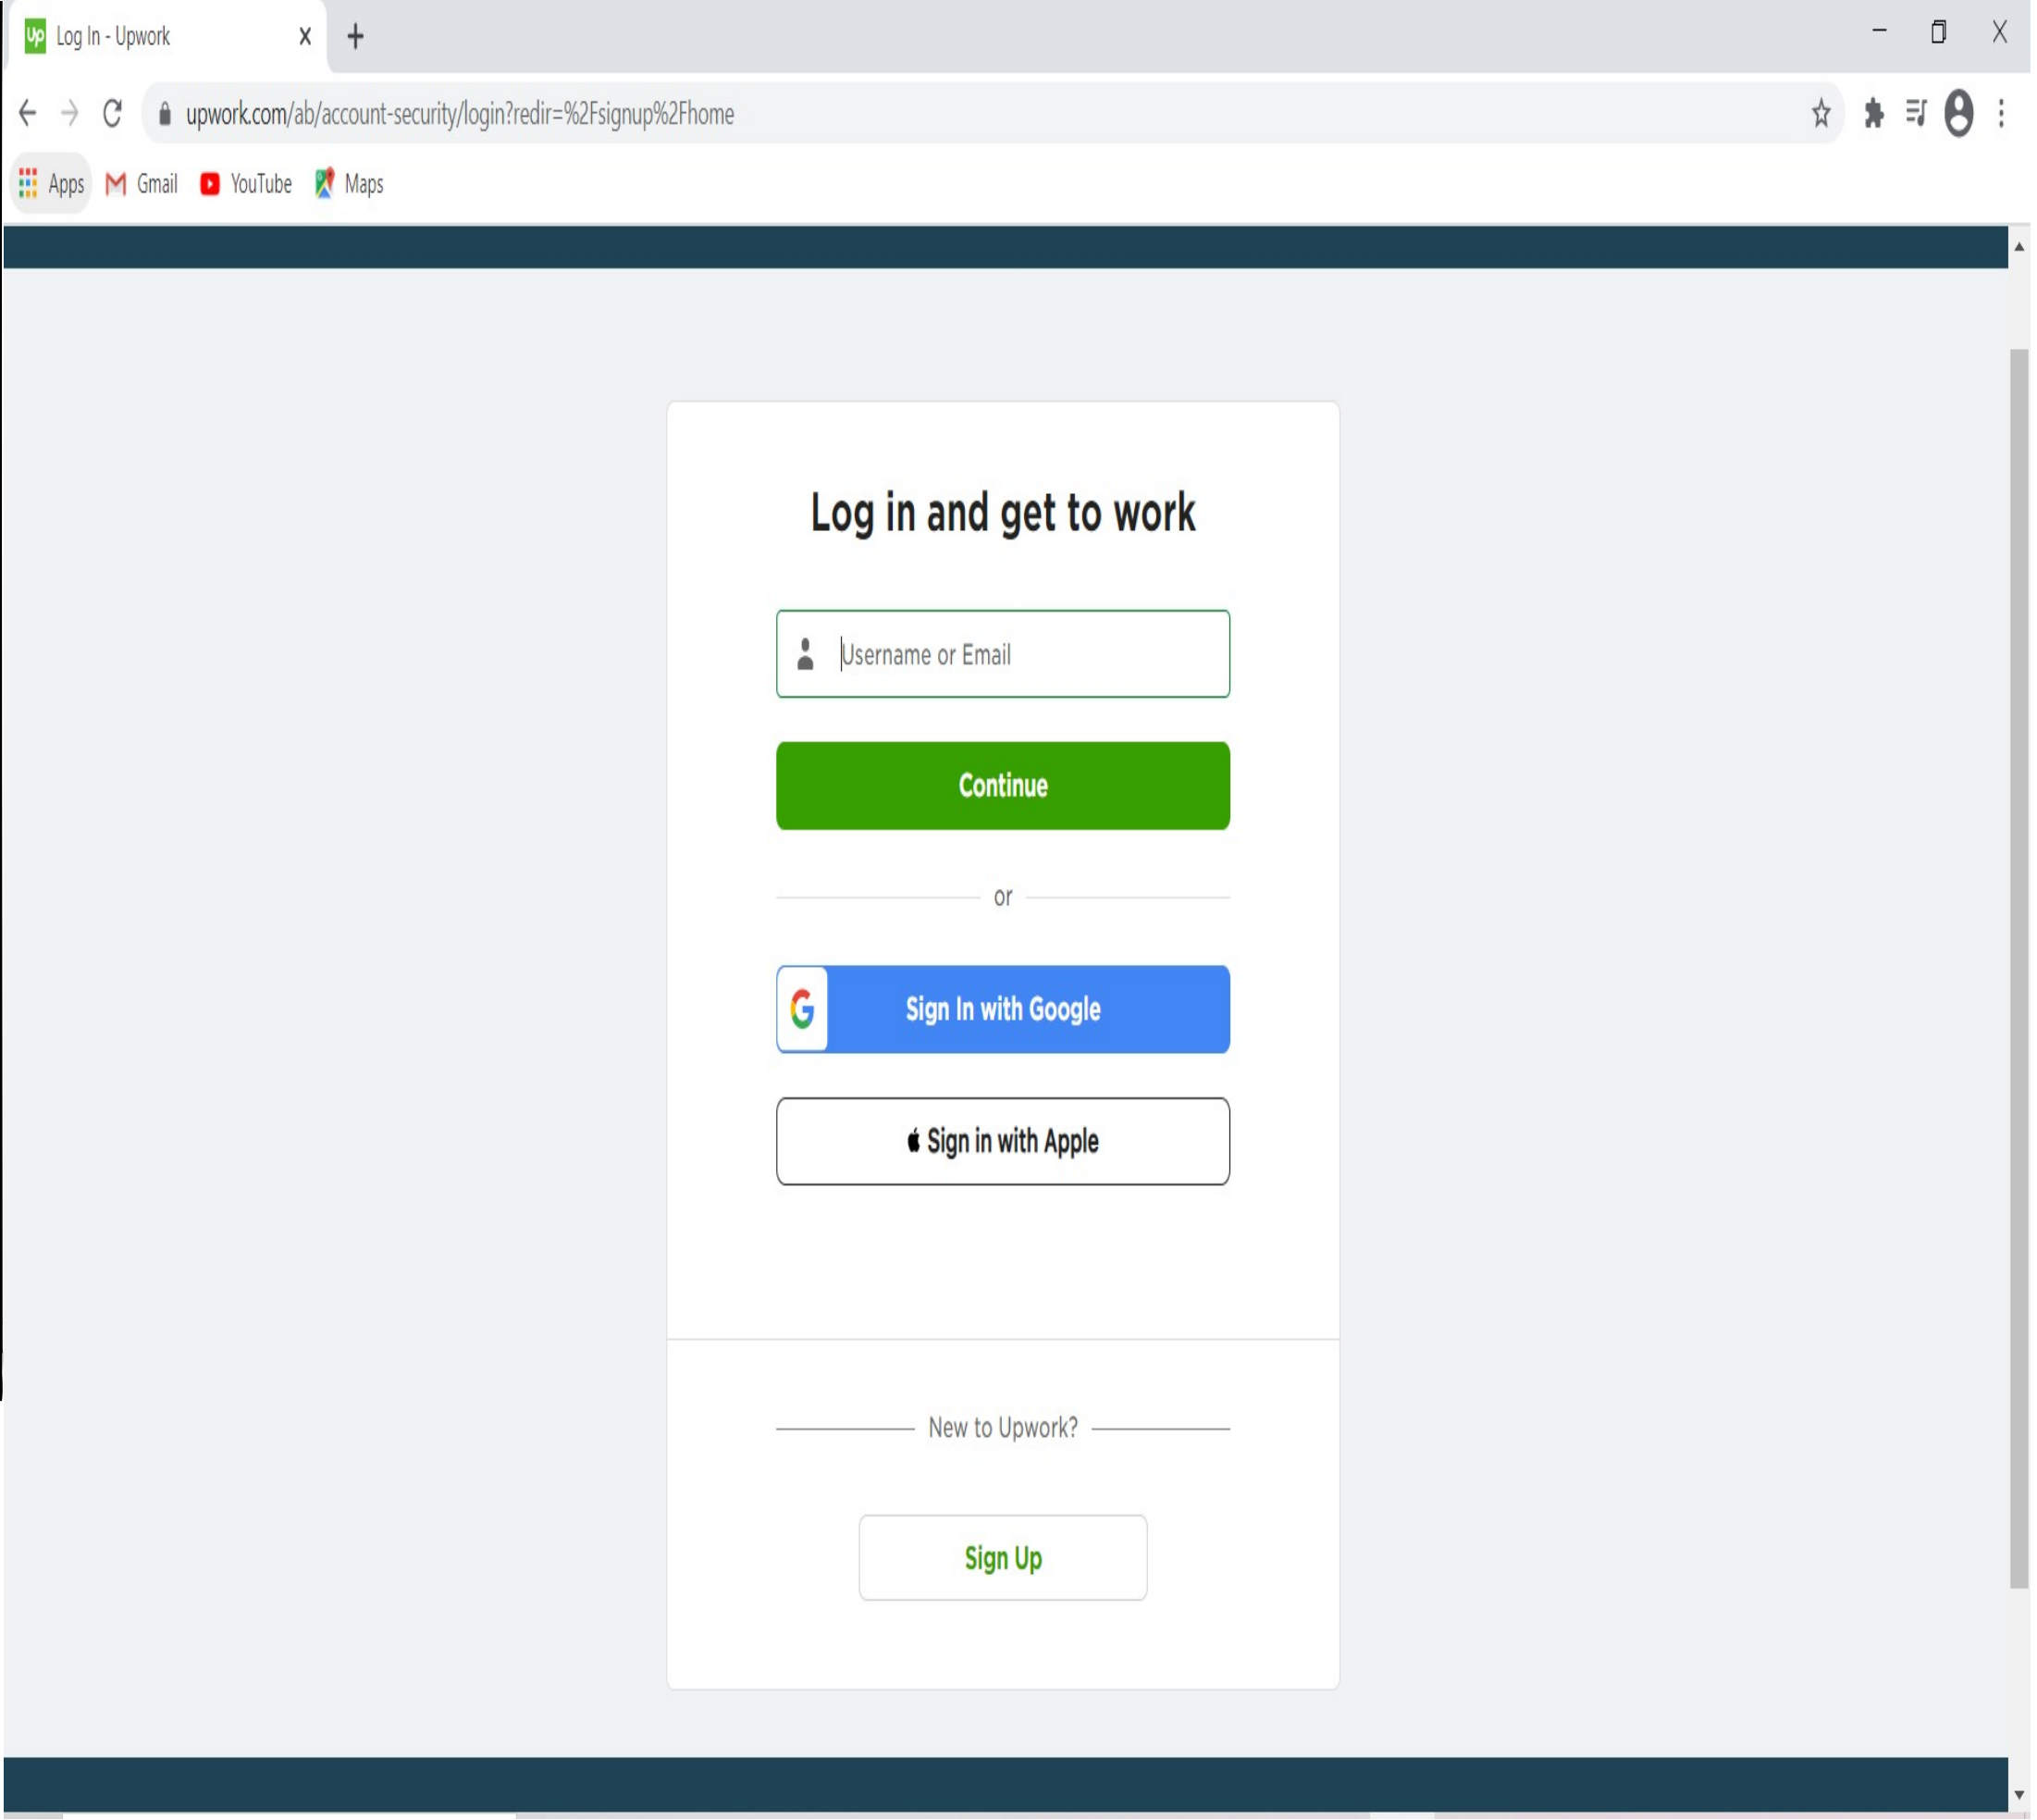 up Log In - Upwork
upwork.com/ab/account-security/login?redir=%2Fsignup%2Fhome
Apps Gmail YouTube Maps
Log in and get to work
Username or Email
Continue
or
G Sign In with Google
Sign in with Apple
New to Upwork?
Sign Up